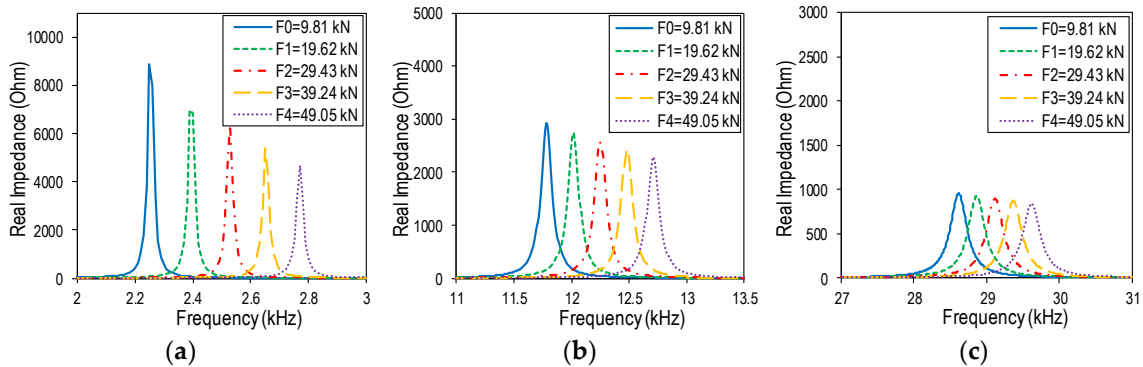 Real Impedance (Ohm)
10000
8000
6000
4000
2000
0
F0=9.81 kN
F1=19.62 kN
F2=29.43 kN
F3=39.24 kN
F4=49.05 kN
2
2.2
2.4
2.6
2.8
3
Frequency (kHz)
(a)
Real Impedance (Ohm)
5000
4000
3000
2000
1000
0
F0=9.81 kN
F1=19.62 kN
F2=29.43 kN
F3=39.24 kN
F4=49.05 kN
11
11.5
12
12.5
13
13.5
Frequency (kHz)
(b)
Real Impedance (Ohm)
3000
2500
2000
1500
1000
500
0
F0=9.81 kN
F1=19.62 kN
F2=29.43 kN
F3=39.24 kN
F4=49.05 kN
27
28
29
30
31
Frequency (kHz)
(c)